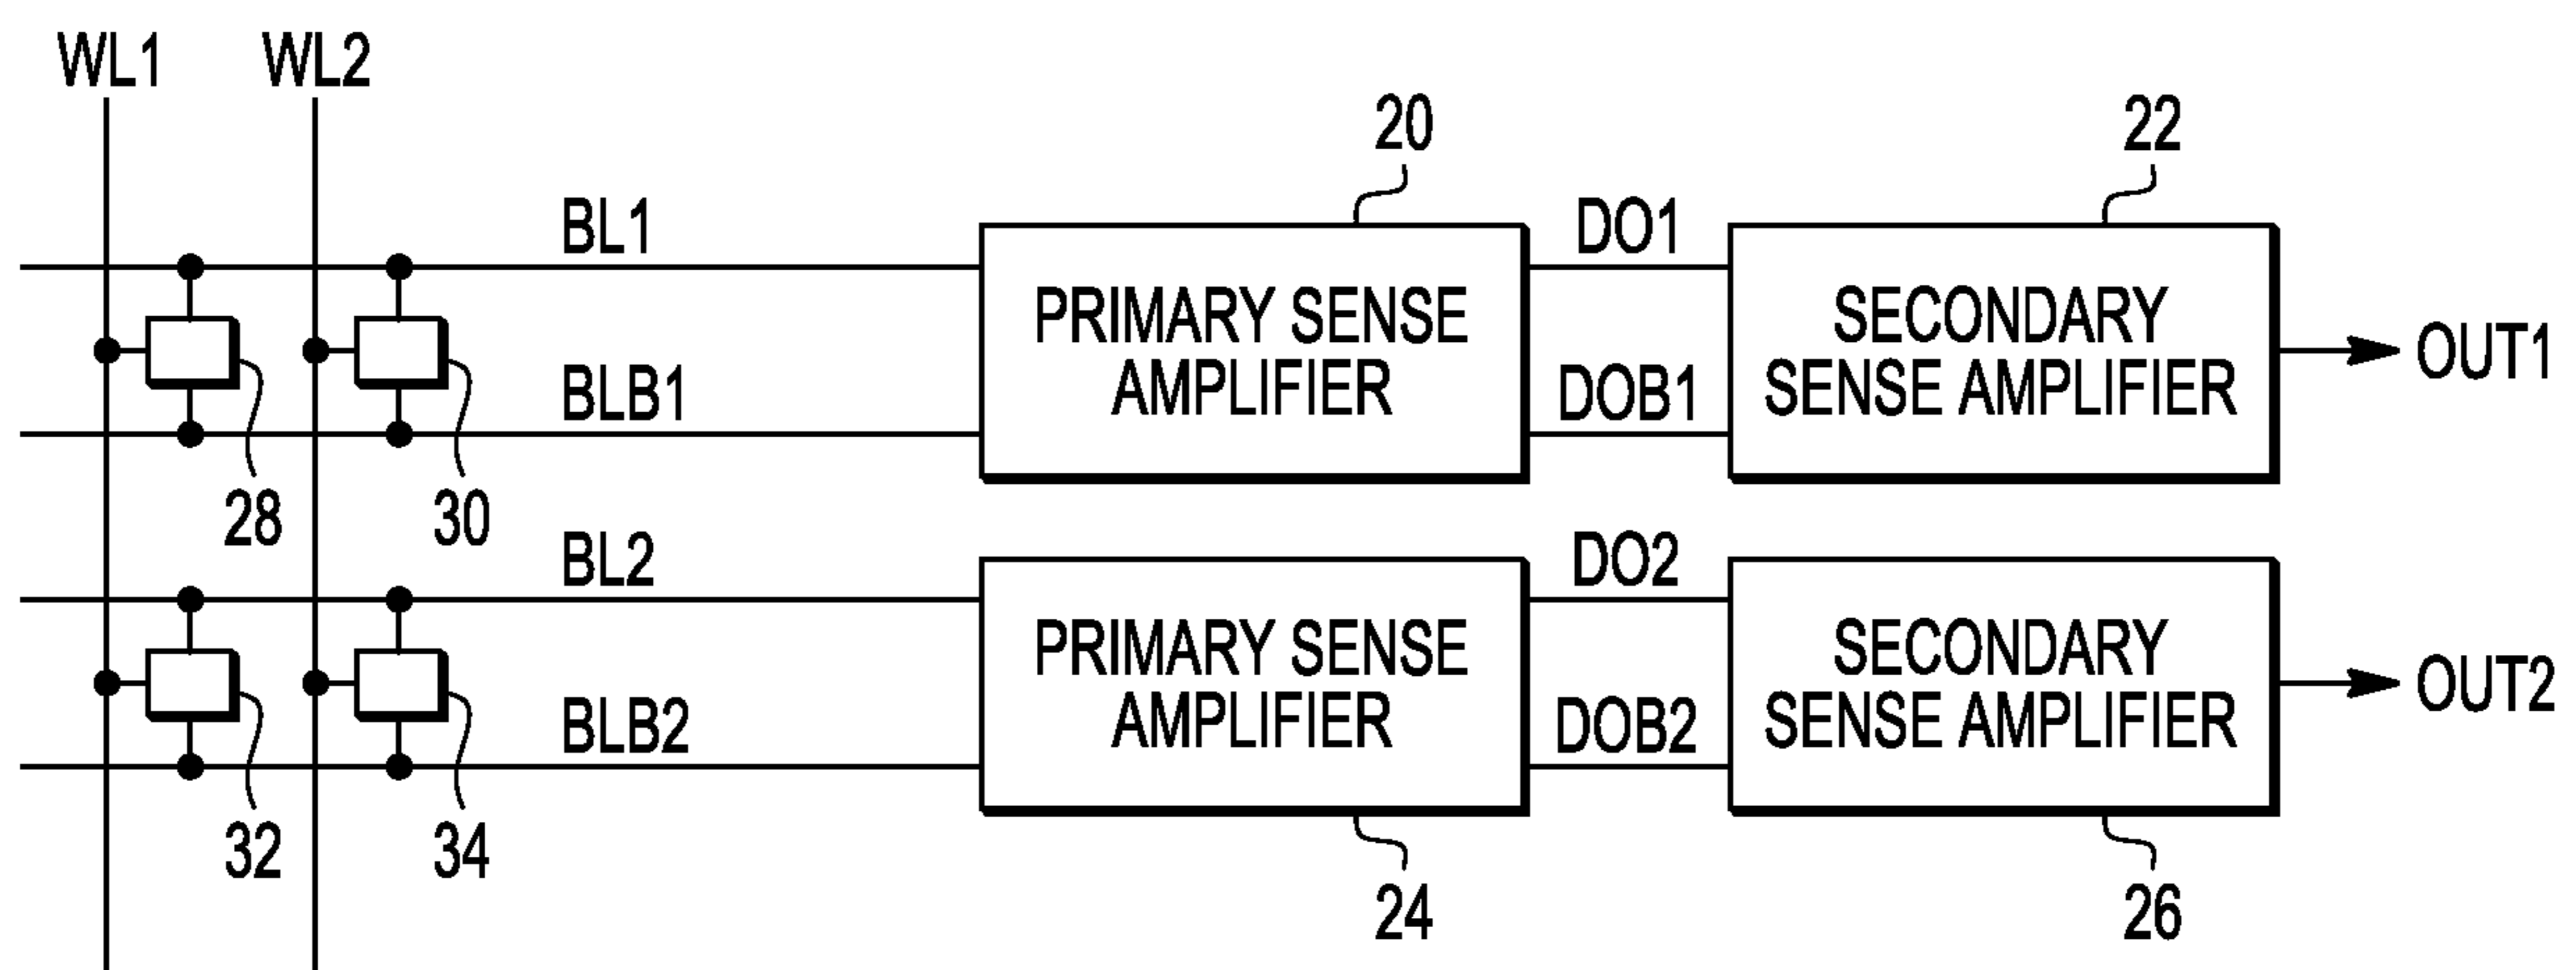 WL1
WL2
20
22
BL1
DO1
PRIMARY SENSE
AMPLIFIER
SECONDARY
SENSE AMPLIFIER
OUT1
BLB1
DOB1
28
30
BL2
DO2
PRIMARY SENSE
AMPLIFIER
SECONDARY
SENSE AMPLIFIER
OUT2
BLB2
DOB2
32
34
24
26